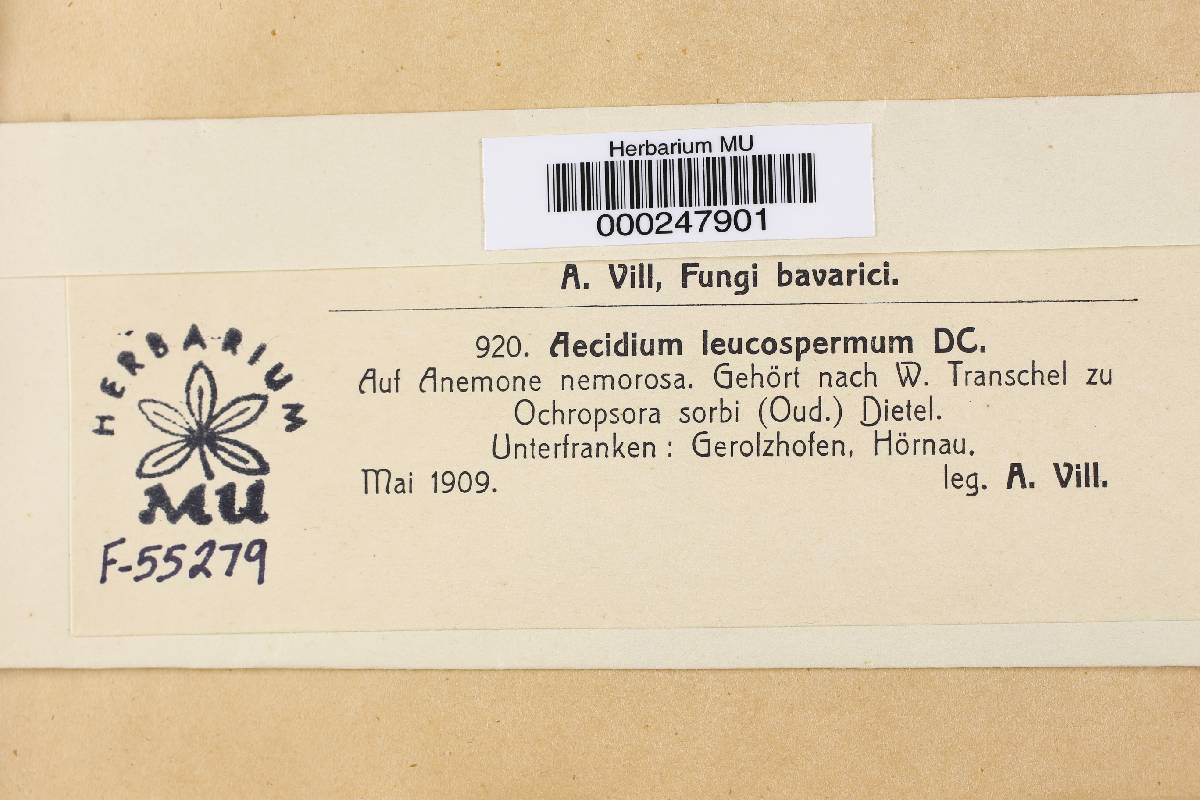 Herbarium MU
000247901
A. Vill, Fungi bavarici.
920. Aecidium leucospermum DC.
Auf Anemone nemorosa. Gehört nach W. Transchel zu
Ochropsora sorbi (Oud.) Dietel.
Unterfranken: Gerolzhofen, Hörnau.
Mai 1909. leg. A. Vill.
HERBARIUM
MU
F-55279